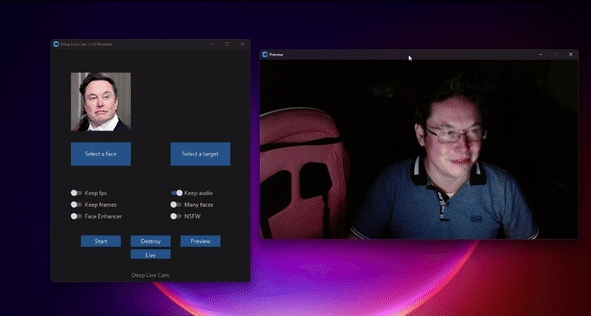 Deep Live Cam 1.3.0 Portable
Preview
Select a face
Select a target
Keep fps
Keep audio
Keep frames
Many faces
Face Enhancer
NSFW
Start
Destroy
Preview
Live
Deep Live Cam